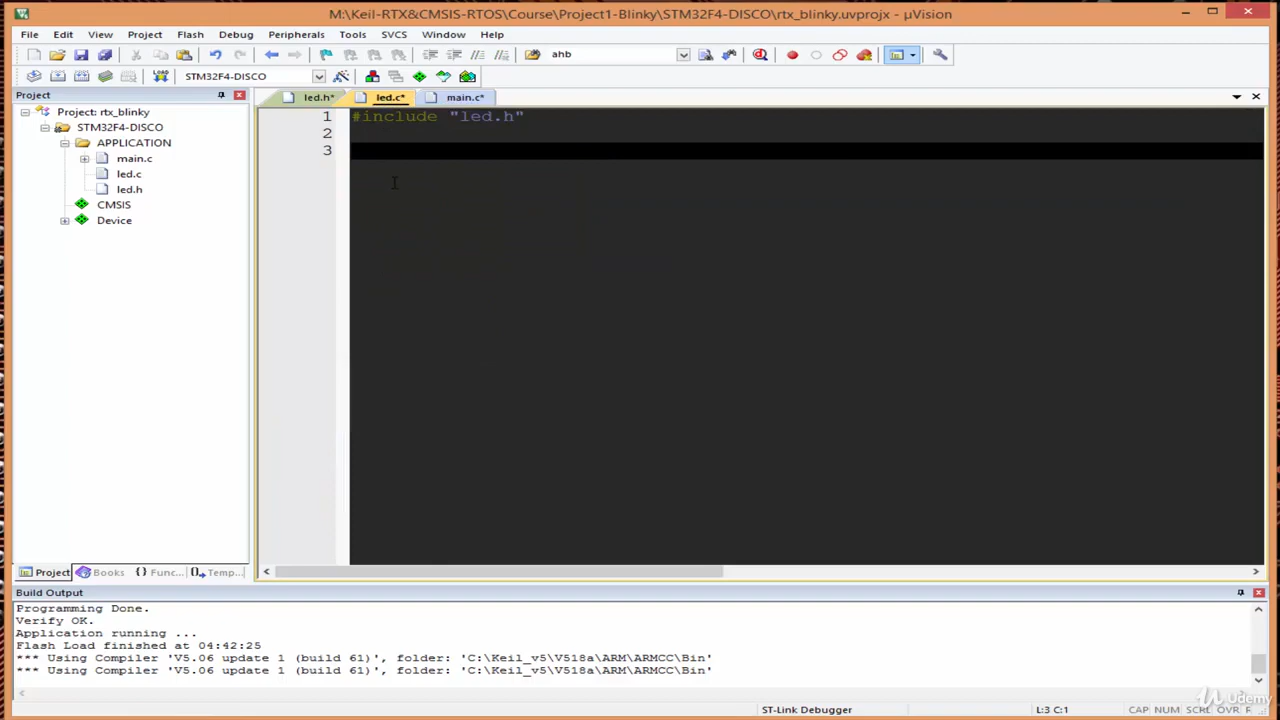 M:\Keil-RTX&CMSIS-RTOS\Course\Project1-Blinky\STM32F4-DISCO\rtx_blinky.uvprojx - µVision
File Edit View Project Flash Debug Peripherals Tools SVCS Window Help
ahb
LOAD STM32F4-DISCO
Project
led.h* led.c* main.c*
Project: rtx_blinky
STM32F4-DISCO
APPLICATION
main.c
led.c
led.h
CMSIS
Device
1 #include "led.h"
2
3
Project Books {} Func... Temp...
Build Output
Programming Done.
Verify OK.
Application running ...
Flash Load finished at 04:42:25
*** Using Compiler 'V5.06 update 1 (build 61)', folder: 'C:\Keil_v5\V518a\ARM\ARMCC\Bin'
*** Using Compiler 'V5.06 update 1 (build 61)', folder: 'C:\Keil_v5\V518a\ARM\ARMCC\Bin'
ST-Link Debugger L:3 C:1 CAP NUM SCRL OVR R
Udemy